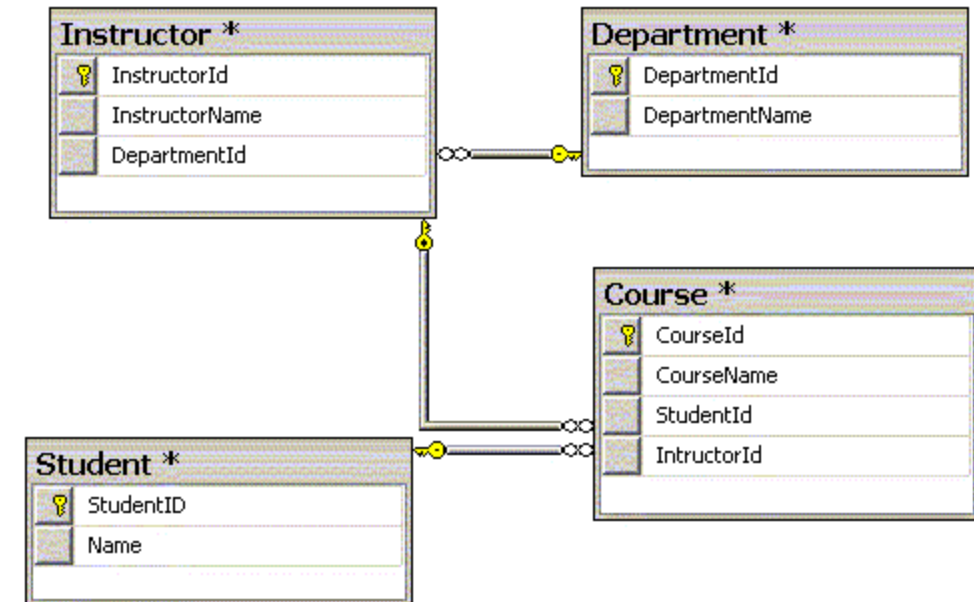 Instructor *
InstructorId
InstructorName
DepartmentId
Department *
DepartmentId
DepartmentName
Course *
CourseId
CourseName
StudentId
IntructorId
Student *
StudentID
Name